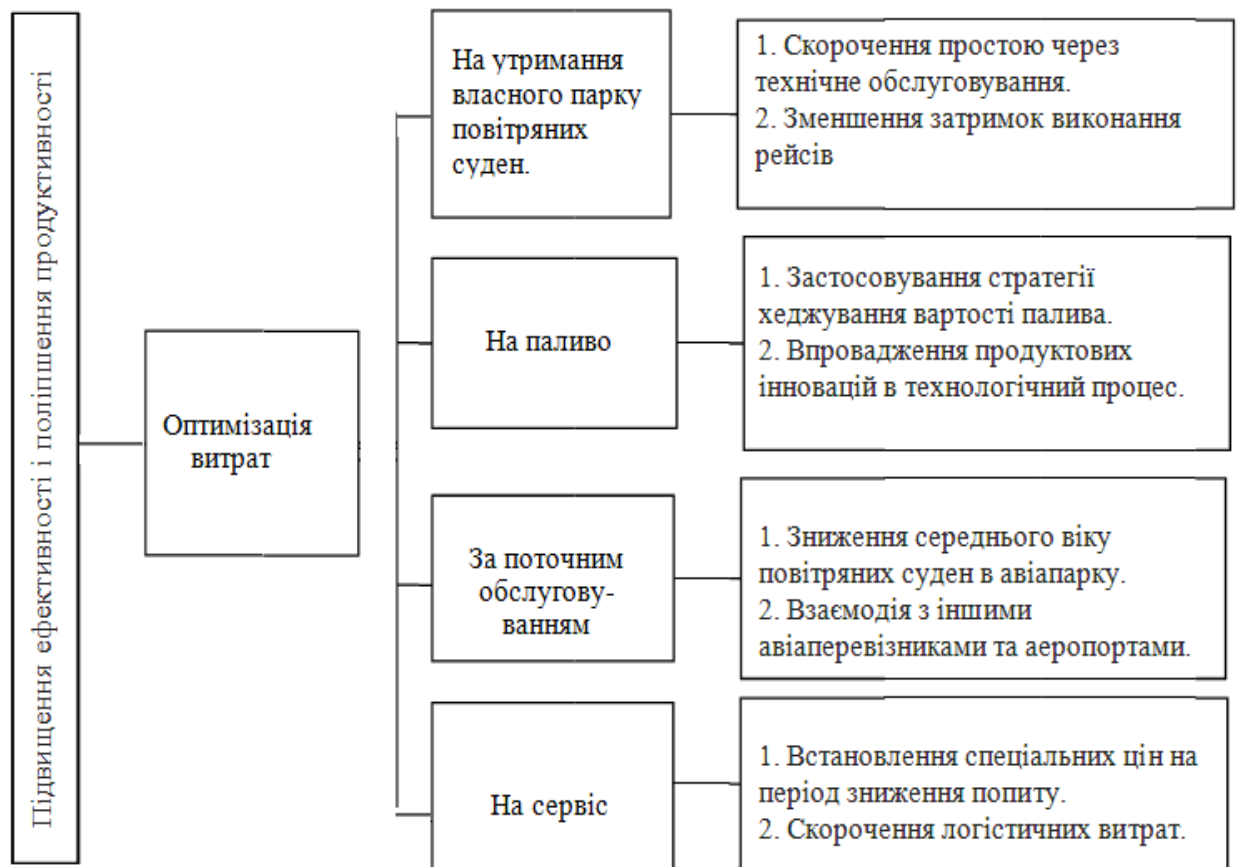 Підвищення ефективності і поліпшення продуктивності
Оптимізація
витрат
На утримання
власного парку
повітряних
суден.
1. Скорочення простою через
технічне обслуговування.
2. Зменшення затримок виконання
рейсів
На паливо
1. Застосовування стратегії
хеджування вартості палива.
2. Впровадження продуктових
інновацій в технологічний процес.
За поточним
обслугову-
ванням
1. Зниження середнього віку
повітряних суден в авіапарку.
2. Взаємодія з іншими
авіаперевізниками та аеропортами.
На сервіс
1. Встановлення спеціальних цін на
період зниження попиту.
2. Скорочення логістичних витрат.